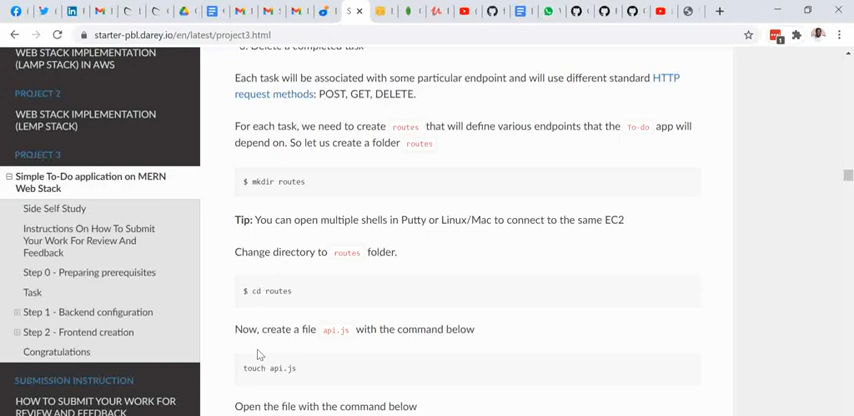 starter-pbl.darey.io/en/latest/project3.html
WEB STACK IMPLEMENTATION
(LAMP STACK) IN AWS
PROJECT 2
WEB STACK IMPLEMENTATION
(LEMP STACK)
PROJECT 3
Simple To-Do application on MERN
Web Stack
Side Self Study
Instructions On How To Submit
Your Work For Review And
Feedback
Step 0 - Preparing prerequisites
Task
Step 1 - Backend configuration
Step 2 - Frontend creation
Congratulations
SUBMISSION INSTRUCTION
HOW TO SUBMIT YOUR WORK FOR
REVIEW AND FEEDBACK
Delete a completed task
Each task will be associated with some particular endpoint and will use different standard HTTP
request methods: POST, GET, DELETE.
For each task, we need to create routes that will define various endpoints that the To-do app will
depend on. So let us create a folder routes
$ mkdir routes
Tip: You can open multiple shells in Putty or Linux/Mac to connect to the same EC2
Change directory to routes folder.
$ cd routes
Now, create a file api.js with the command below
touch api.js
Open the file with the command below